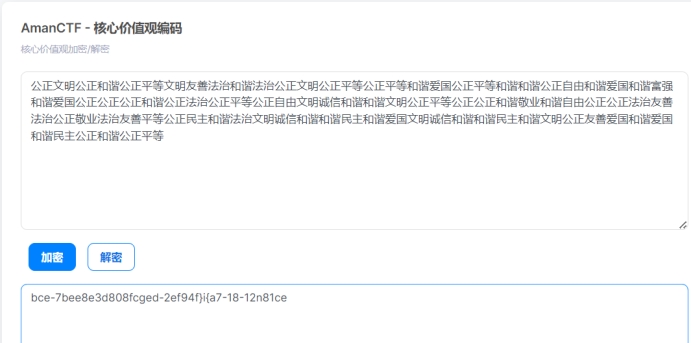 AmanCTF - 核心价值观编码
核心价值观加密/解密
公正文明公正和谐公正平等文明友善法治和谐法治公正文明公正平等公正平等和谐爱国公正平等和谐和谐公正自由和谐爱国和谐富强
和谐爱国公正公正公正和谐公正法治公正平等公正自由文明诚信和谐和谐文明公正平等公正公正和谐敬业和谐自由公正公正法治友善
法治公正敬业法治友善平等公正民主和谐法治文明诚信和谐和谐民主和谐爱国文明诚信和谐和谐民主和谐文明公正友善爱国和谐爱国
和谐民主公正和谐公正平等
加密
解密
bce-7bee8e3d808fcged-2ef94f}i{a7-18-12n81ce